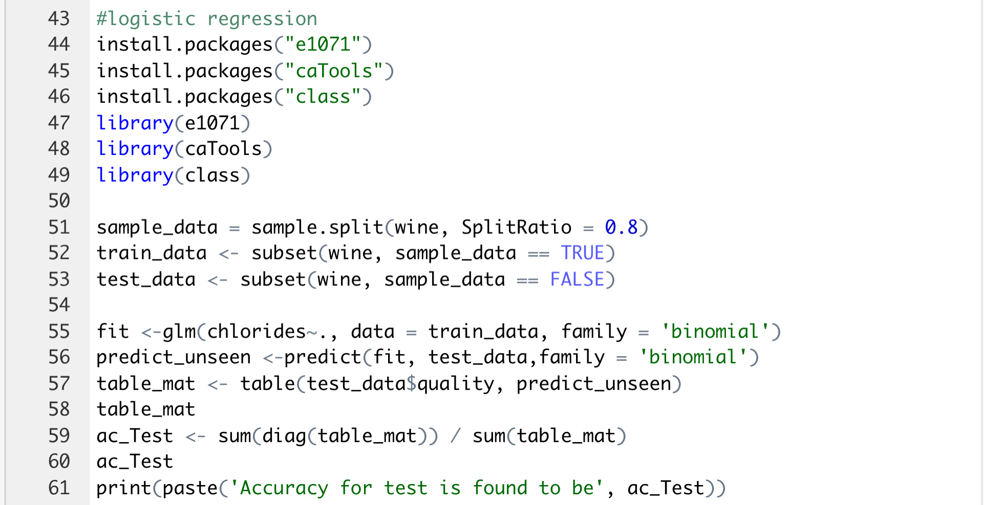 43 #logistic regression
44 install.packages("e1071")
45 install.packages("caTools")
46 install.packages("class")
47 library(e1071)
48 library(caTools)
49 library(class)
50
51 sample_data = sample.split(wine, SplitRatio = 0.8)
52 train_data <- subset(wine, sample_data == TRUE)
53 test_data <- subset(wine, sample_data == FALSE)
54
55 fit <-glm(chlorides~., data = train_data, family = 'binomial')
56 predict_unseen <-predict(fit, test_data,family = 'binomial')
57 table_mat <- table(test_data$quality, predict_unseen)
58 table_mat
59 ac_Test <- sum(diag(table_mat)) / sum(table_mat)
60 ac_Test
61 print(paste('Accuracy for test is found to be', ac_Test))